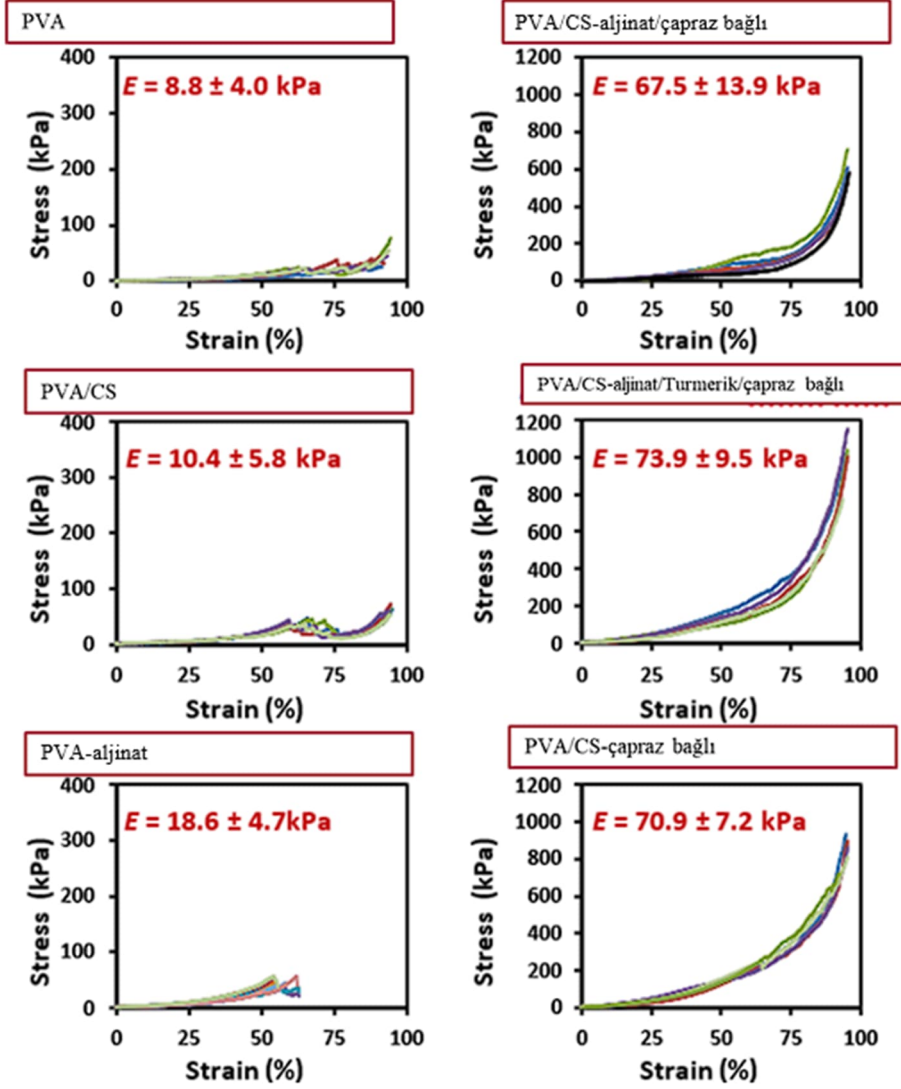 PVA
400
300
200
100
0
Stress (kPa)
E = 8.8 ± 4.0 kPa
0 25 50 75 100
Strain (%)
PVA/CS-aljinat/çapraz bağlı
1200
1000
800
600
400
200
0
Stress (kPa)
E = 67.5 ± 13.9 kPa
0 25 50 75 100
Strain (%)
PVA/CS
400
300
200
100
0
Stress (kPa)
E = 10.4 ± 5.8 kPa
0 25 50 75 100
Strain (%)
PVA/CS-aljinat/Turmerik/çapraz bağlı
1200
1000
800
600
400
200
0
Stress (kPa)
E = 73.9 ± 9.5 kPa
0 25 50 75 100
Strain (%)
PVA-aljinat
400
300
200
100
0
Stress (kPa)
E = 18.6 ± 4.7kPa
0 25 50 75 100
Strain (%)
PVA/CS-çapraz bağlı
1200
1000
800
600
400
200
0
Stress (kPa)
E = 70.9 ± 7.2 kPa
0 25 50 75 100
Strain (%)